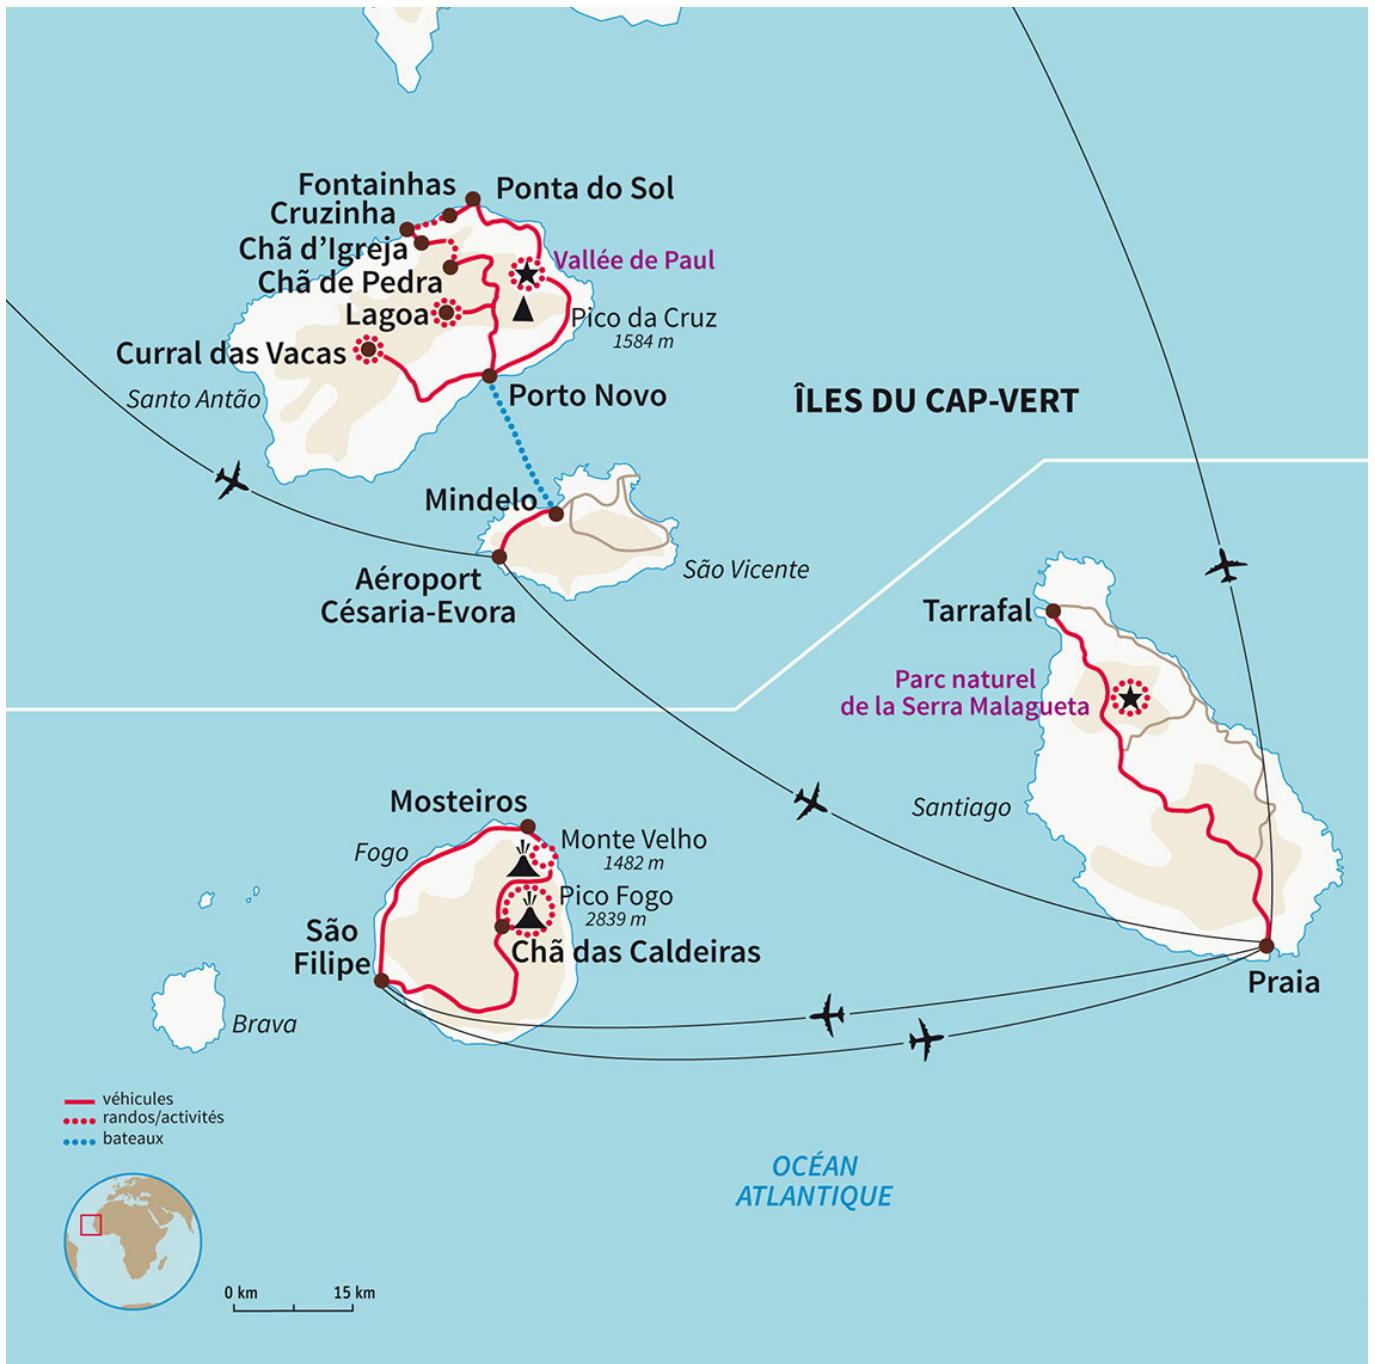 Fontainhas
Ponta do Sol
Cruzinha
Chã d’Igreja
Vallée de Paul
Chã de Pedra
Lagoa
Pico da Cruz
1584 m
Curral das Vacas
Santo Antão
Porto Novo
ÎLES DU CAP-VERT
Mindelo
São Vicente
Aéroport
Césaria-Evora
Tarrafal
Parc naturel
de la Serra Malagueta
Santiago
Mosteiros
Fogo
Monte Velho
1482 m
Pico Fogo
2839 m
São
Filipe
Chã das Caldeiras
Praia
Brava
véhicules
randos/activités
bateaux
OCÉAN
ATLANTIQUE
0 km
15 km